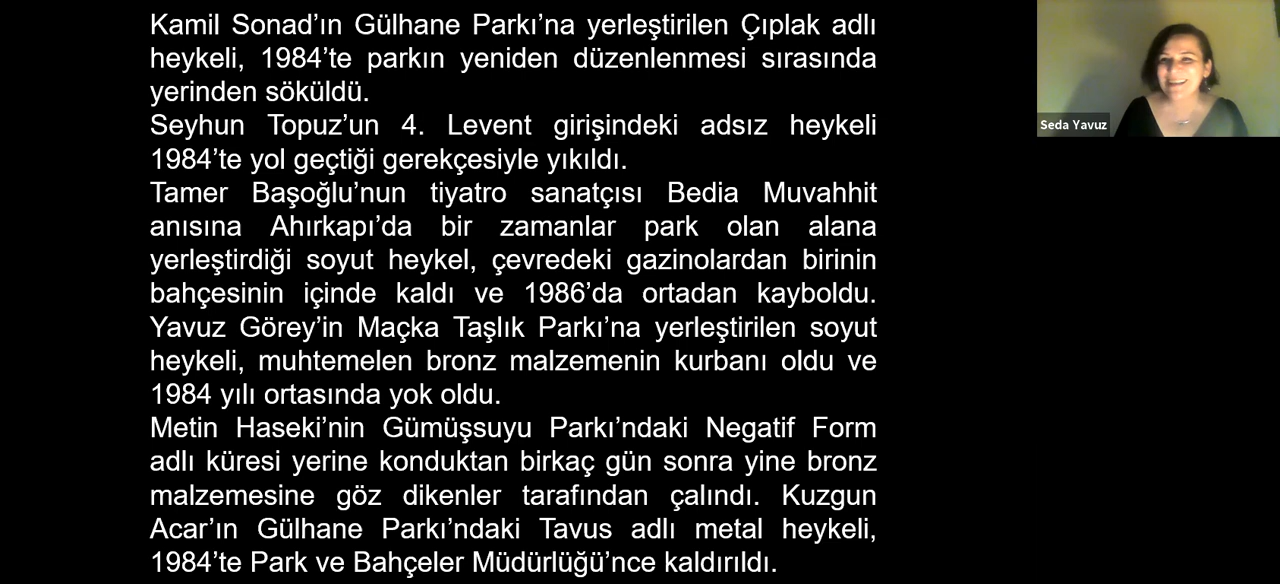 Kamil Sonad’ın Gülhane Parkı’na yerleştirilen Çıplak adlı
heykeli, 1984’te parkın yeniden düzenlenmesi sırasında
yerinden söküldü.
Seyhun Topuz’un 4. Levent girişindeki adsız heykeli
1984’te yol geçtiği gerekçesiyle yıkıldı.
Tamer Başoğlu’nun tiyatro sanatçısı Bedia Muvahhit
anısına Ahırkapı’da bir zamanlar park olan alana
yerleştirdiği soyut heykel, çevredeki gazinolardan birinin
bahçesinin içinde kaldı ve 1986’da ortadan kayboldu.
Yavuz Görey’in Maçka Taşlık Parkı’na yerleştirilen soyut
heykeli, muhtemelen bronz malzemenin kurbanı oldu ve
1984 yılı ortasında yok oldu.
Metin Haseki’nin Gümüşsuyu Parkı’ndaki Negatif Form
adlı küresi yerine konduktan birkaç gün sonra yine bronz
malzemesine göz dikenler tarafından çalındı. Kuzgun
Acar’ın Gülhane Parkı’ndaki Tavus adlı metal heykeli,
1984’te Park ve Bahçeler Müdürlüğü’nce kaldırıldı.
Seda Yavuz